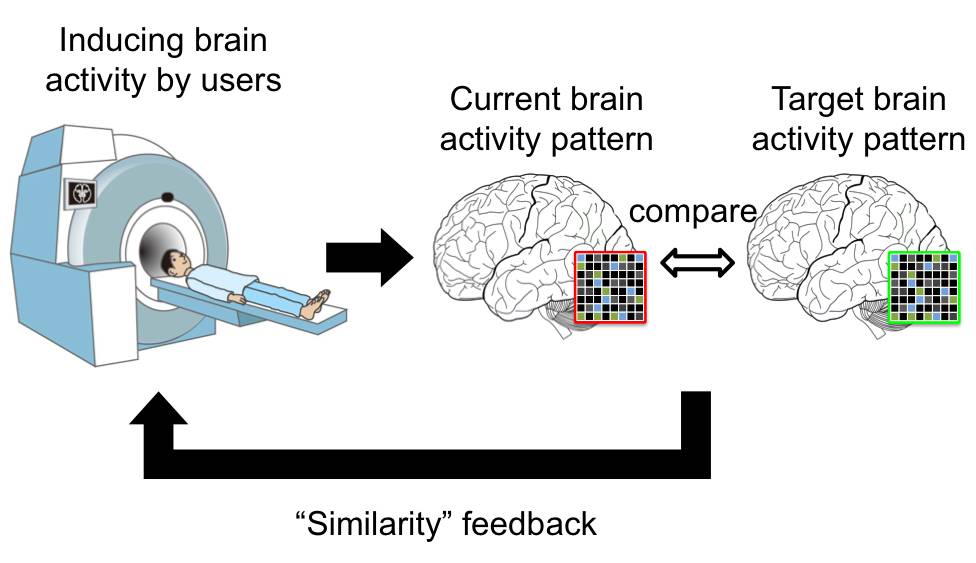 Inducing brain
activity by users
Current brain
activity pattern
Target brain
activity pattern
compare
“Similarity” feedback